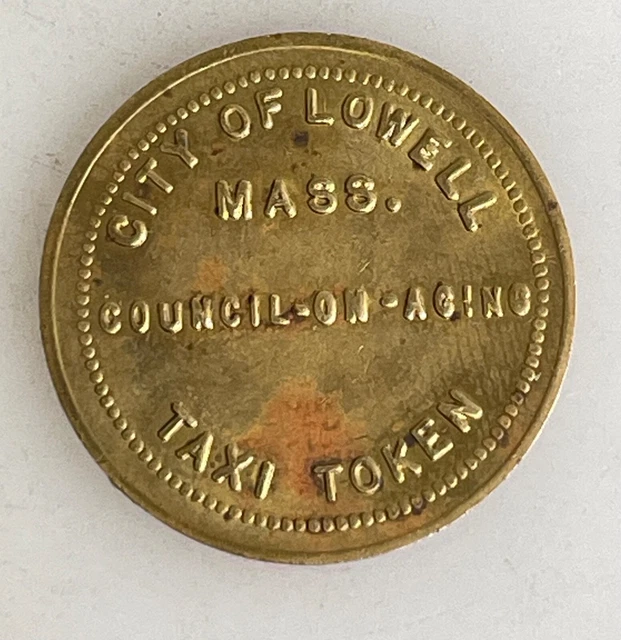 CITY OF LOWELL
MASS.
COUNCIL-ON-AGING
TAXI TOKEN